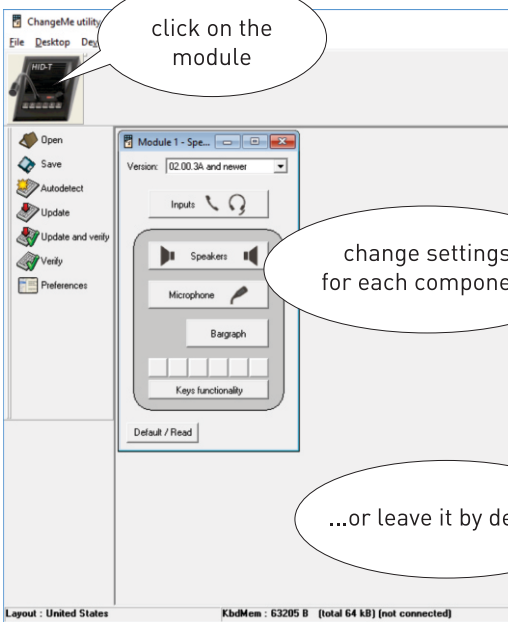 ChangeMe utility
click on the
module
File Desktop
HID-T
Open
Save
Autodetect
Update
Update and verify
Verify
Preferences
Module 1 - Spe...
Version: 02.00.3A and newer
Inputs
Speakers
Microphone
Bargraph
Keys functionality
Default / Read
change settings
for each compone
...or leave it by de
Layout : United States
KbdMem : 63205 B (total 64 kB) (not connected)